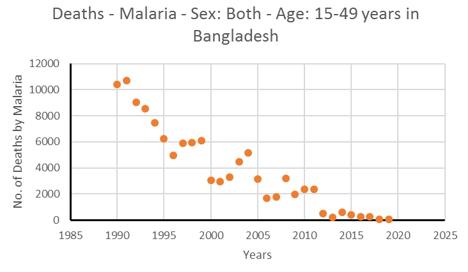 Deaths - Malaria - Sex: Both - Age: 15-49 years in
Bangladesh
12000
10000
8000
6000
4000
2000
0
No. of Deaths by Malaria
1985 1990 1995 2000 2005 2010 2015 2020 2025
Years